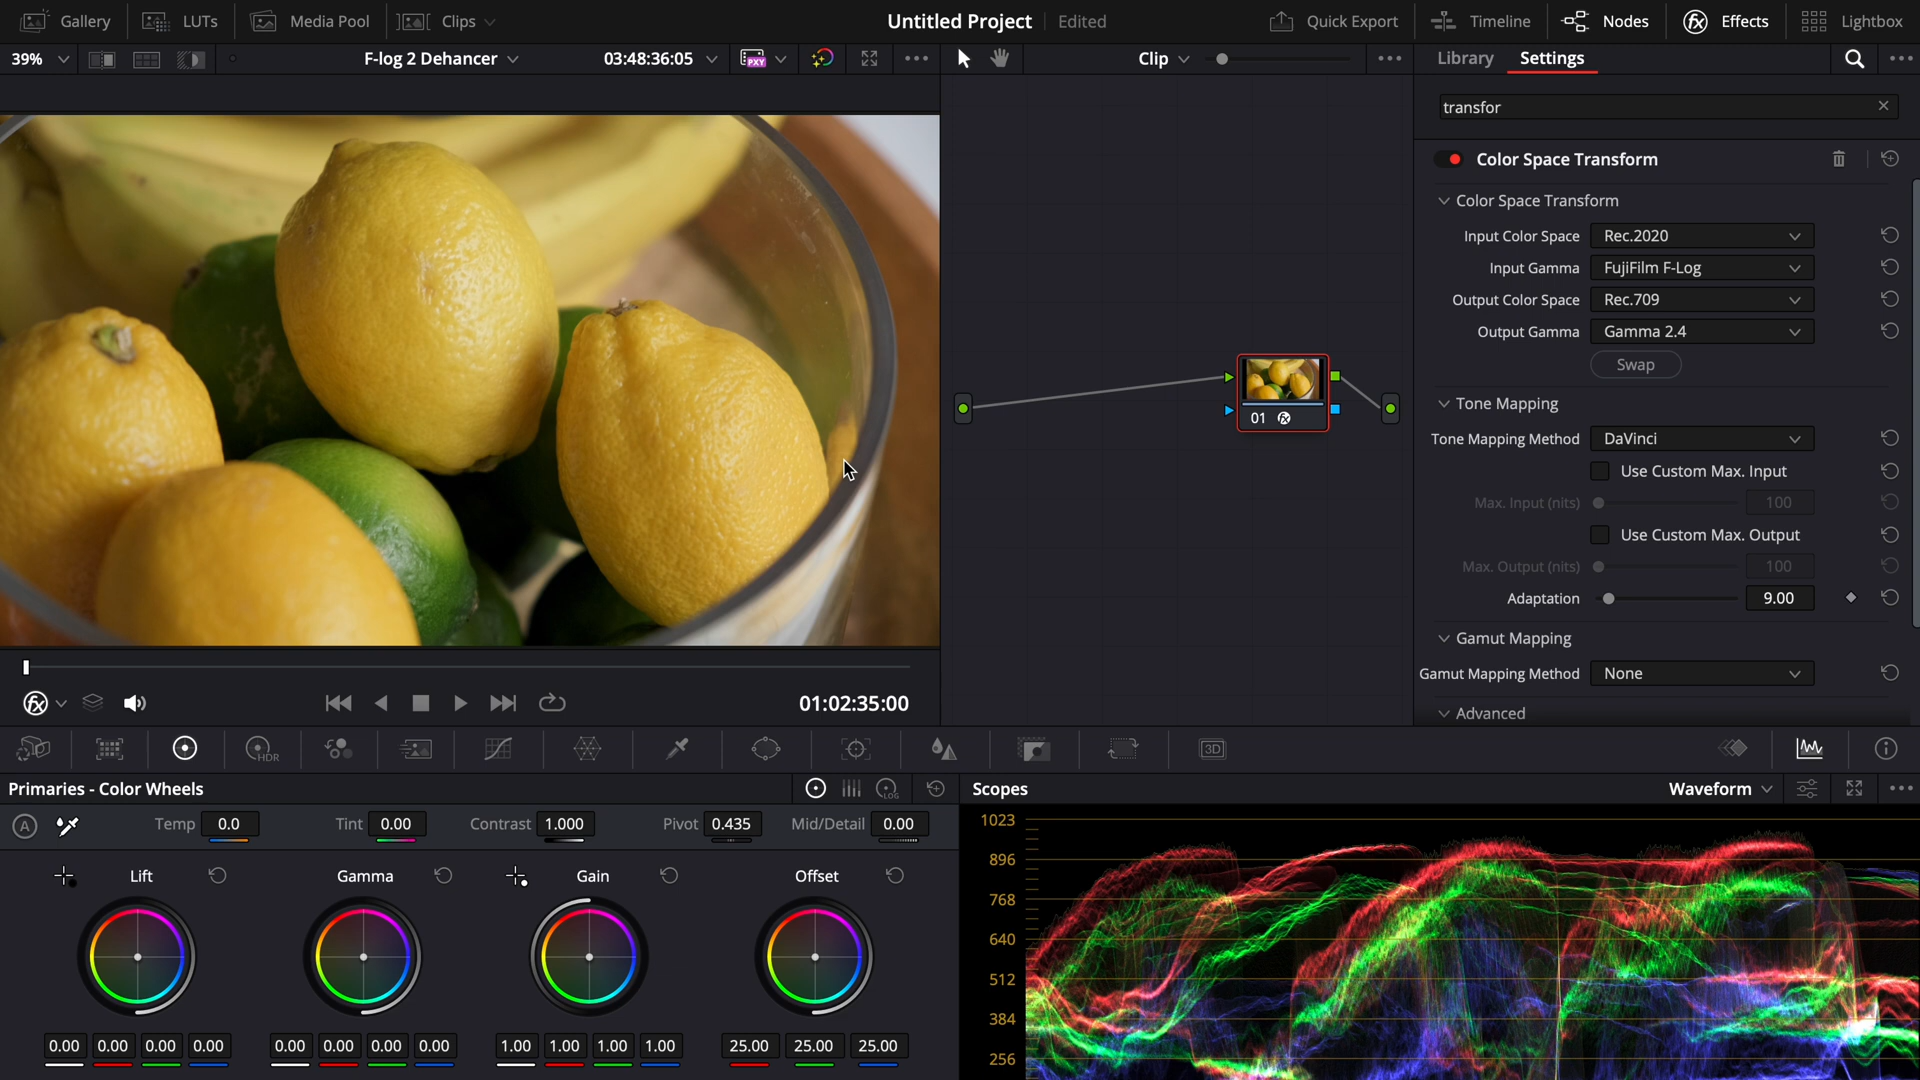 Gallery
LUTs
Media Pool
Clips
Untitled Project
Edited
Quick Export
Timeline
Nodes
Effects
Lightbox
39%
F-log 2 Dehancer
03:48:36:05
PXY
Clip
Library
Settings
transfor
Color Space Transform
Color Space Transform
Input Color Space Rec.2020
Input Gamma FujiFilm F-Log
Output Color Space Rec.709
Output Gamma Gamma 2.4
Swap
Tone Mapping
Tone Mapping Method DaVinci
Use Custom Max. Input
Max. Input (nits) 100
Use Custom Max. Output
Max. Output (nits) 100
Adaptation 9.00
Gamut Mapping
Gamut Mapping Method None
Advanced
01
01:02:35:00
HDR
3D
Primaries - Color Wheels
LOG
A
Temp 0.0
Tint 0.00
Contrast 1.000
Pivot 0.435
Mid/Detail 0.00
Lift
Gamma
Gain
Offset
0.00 0.00 0.00 0.00
0.00 0.00 0.00 0.00
1.00 1.00 1.00 1.00
25.00 25.00 25.00
Scopes
Waveform
1023
896
768
640
512
384
256